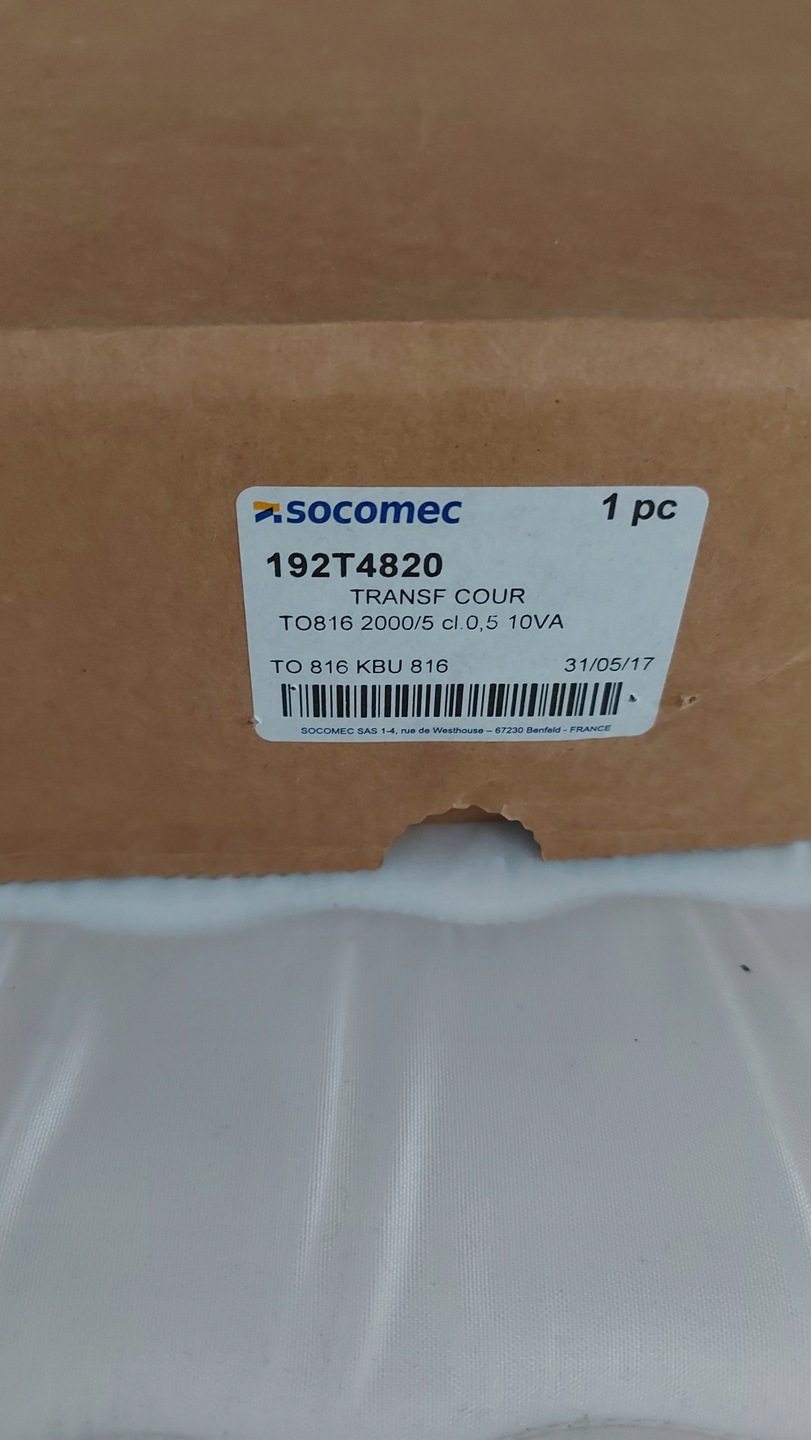 socomec 1 pc
192T4820
TRANSF COUR
TO816 2000/5 cl.0,5 10VA
TO 816 KBU 816 31/05/17
SOCOMEC SAS 1-4, rue de Westhouse – 67230 Benfeld - FRANCE